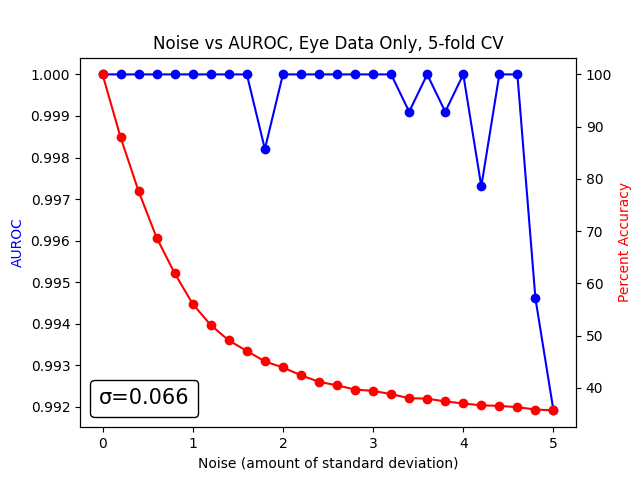 Noise vs AUROC, Eye Data Only, 5-fold CV
1.000
0.999
0.998
0.997
0.996
0.995
0.994
0.993
0.992
AUROC
100
90
80
70
60
50
40
Percent Accuracy
σ=0.066
0 1 2 3 4 5
Noise (amount of standard deviation)